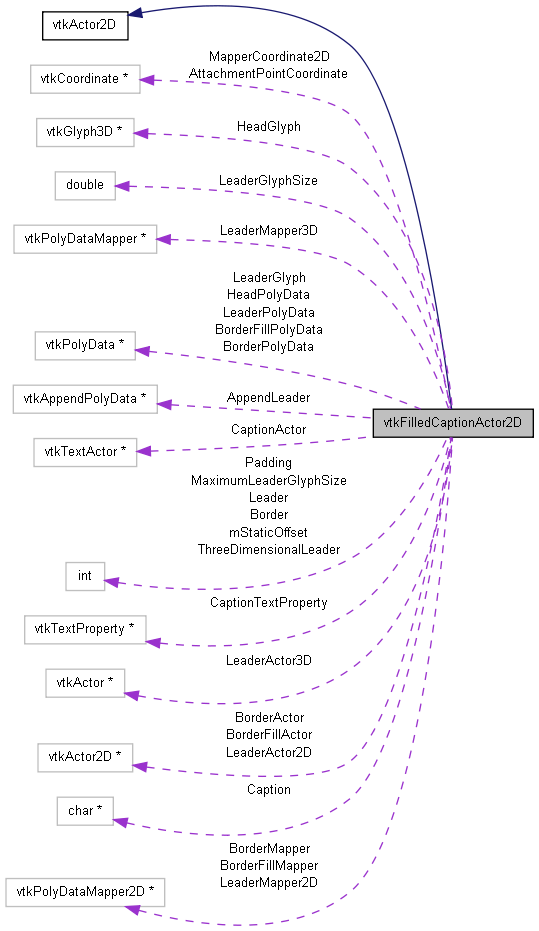 vtkActor2D
MapperCoordinate2D
AttachmentPointCoordinate
vtkCoordinate *
HeadGlyph
vtkGlyph3D *
LeaderGlyphSize
double
LeaderMapper3D
vtkPolyDataMapper *
LeaderGlyph
HeadPolyData
LeaderPolyData
BorderFillPolyData
BorderPolyData
vtkPolyData *
AppendLeader
vtkAppendPolyData *
vtkFilledCaptionActor2D
CaptionActor
vtkTextActor *
Padding
MaximumLeaderGlyphSize
Leader
Border
mStaticOffset
ThreeDimensionalLeader
int
CaptionTextProperty
vtkTextProperty *
LeaderActor3D
vtkActor *
BorderActor
BorderFillActor
LeaderActor2D
vtkActor2D *
Caption
char *
BorderMapper
BorderFillMapper
LeaderMapper2D
vtkPolyDataMapper2D *